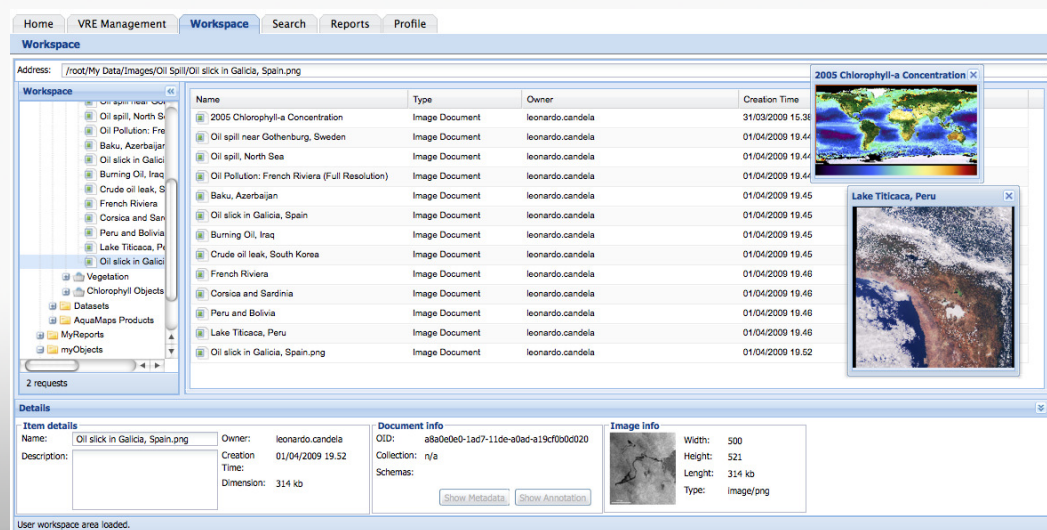 Home VRE Management Workspace Search Reports Profile
Workspace
Address: /root/My Data/Images/Oil Spill/Oil slick in Galicia, Spain.png
Workspace
Oil spill near Got
Oil spill, North S
Oil Pollution: Fre
Baku, Azerbaijan
Oil slick in Galici
Burning Oil, Iraq
Crude oil leak, S
French Riviera
Corsica and Sard
Peru and Bolivia
Lake Titicaca, Pe
Oil slick in Galici
Vegetation
Chlorophyll Objects
Datasets
AquaMaps Products
MyReports
myObjects
2 requests
Name Type Owner Creation Time
2005 Chlorophyll-a Concentration Image Document leonardo.candela 31/03/2009 15.38
Oil spill near Gothenburg, Sweden Image Document leonardo.candela 01/04/2009 19.44
Oil spill, North Sea Image Document leonardo.candela 01/04/2009 19.44
Oil Pollution: French Riviera (Full Resolution) Image Document leonardo.candela 01/04/2009 19.44
Baku, Azerbaijan Image Document leonardo.candela 01/04/2009 19.45
Oil slick in Galicia, Spain Image Document leonardo.candela 01/04/2009 19.45
Burning Oil, Iraq Image Document leonardo.candela 01/04/2009 19.45
Crude oil leak, South Korea Image Document leonardo.candela 01/04/2009 19.45
French Riviera Image Document leonardo.candela 01/04/2009 19.46
Corsica and Sardinia Image Document leonardo.candela 01/04/2009 19.46
Peru and Bolivia Image Document leonardo.candela 01/04/2009 19.46
Lake Titicaca, Peru Image Document leonardo.candela 01/04/2009 19.46
Oil slick in Galicia, Spain.png Image Document leonardo.candela 01/04/2009 19.52
2005 Chlorophyll-a Concentration
Lake Titicaca, Peru
Details
Item details
Name: Oil slick in Galicia, Spain.png
Description:
Owner: leonardo.candela
Creation Time: 01/04/2009 19.52
Dimension: 314 kb
Document info
OID: a8a0e0e0-1ad7-11de-a0ad-a19cf0b0d020
Collection: n/a
Schemas:
Show Metadata Show Annotation
Image info
Width: 500
Height: 521
Lenght: 314 kb
Type: image/png
User workspace area loaded.